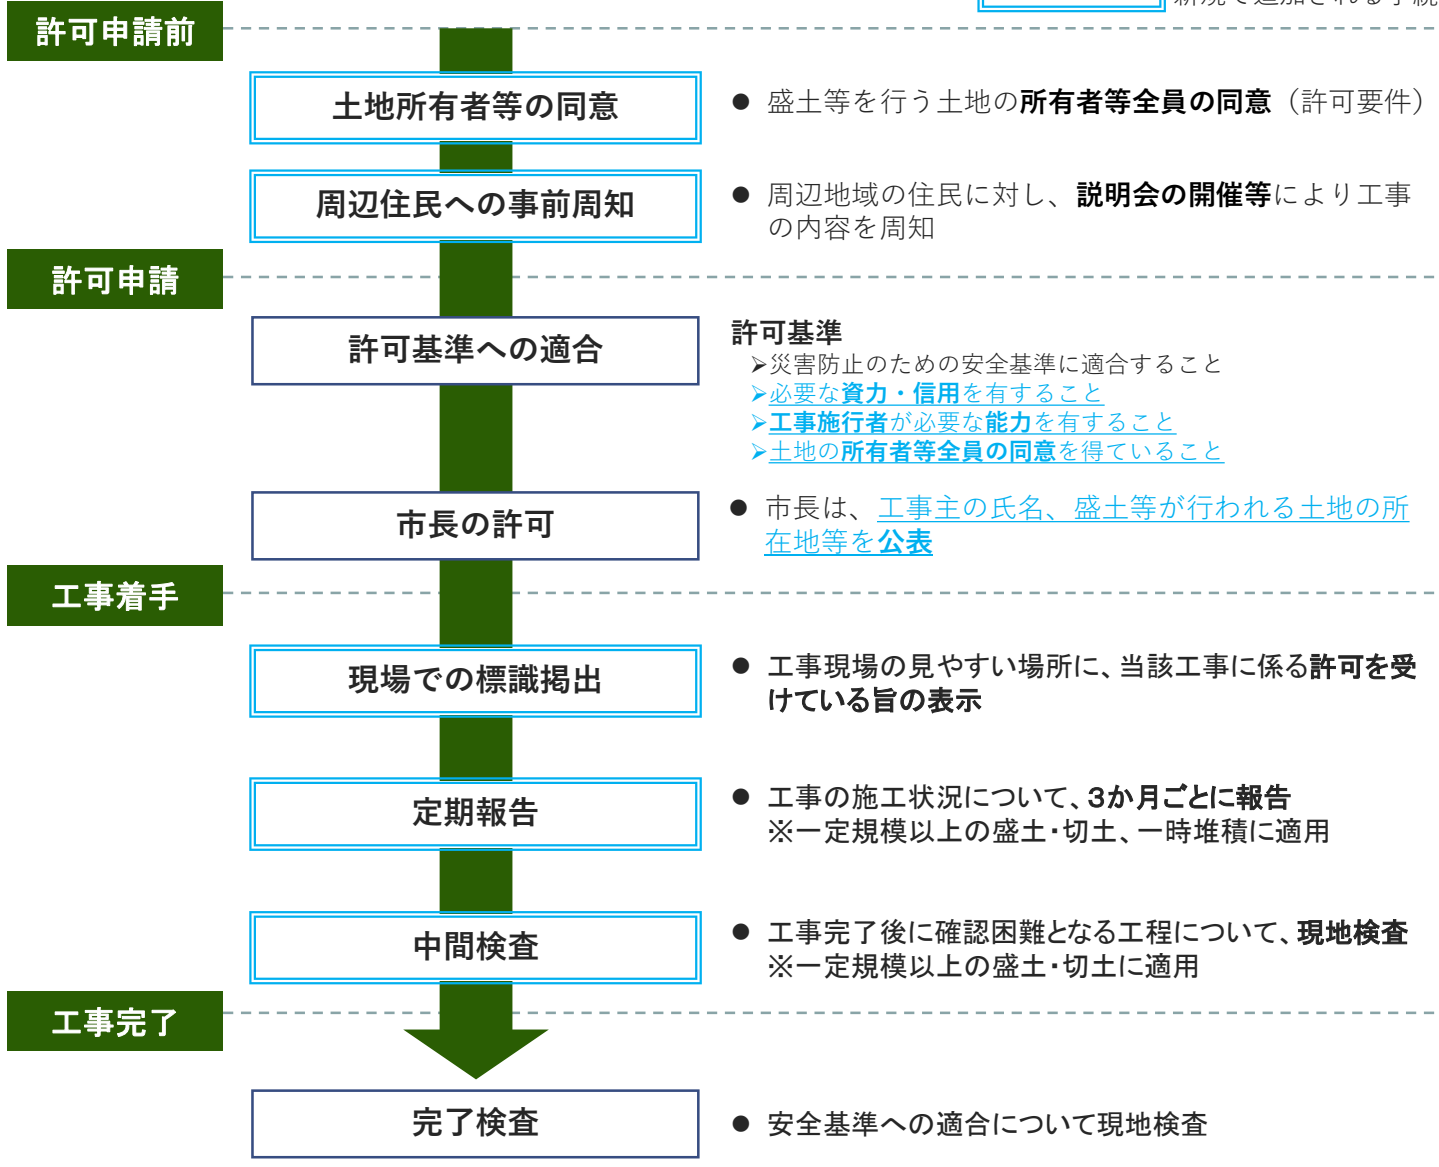 新規で追加される手続
許可申請前
土地所有者等の同意
● 盛土等を行う土地の所有者等全員の同意（許可要件）
周辺住民への事前周知
● 周辺地域の住民に対し、説明会の開催等により工事
の内容を周知
許可申請
許可基準への適合
許可基準
➢災害防止のための安全基準に適合すること
➢必要な資力・信用を有すること
➢工事施行者が必要な能力を有すること
➢土地の所有者等全員の同意を得ていること
市長の許可
● 市長は、工事主の氏名、盛土等が行われる土地の所
在地等を公表
工事着手
現場での標識掲出
● 工事現場の見やすい場所に、当該工事に係る許可を受
けている旨の表示
定期報告
● 工事の施工状況について、３か月ごとに報告
※一定規模以上の盛土・切土、一時堆積に適用
中間検査
● 工事完了後に確認困難となる工程について、現地検査
※一定規模以上の盛土・切土に適用
工事完了
完了検査
● 安全基準への適合について現地検査